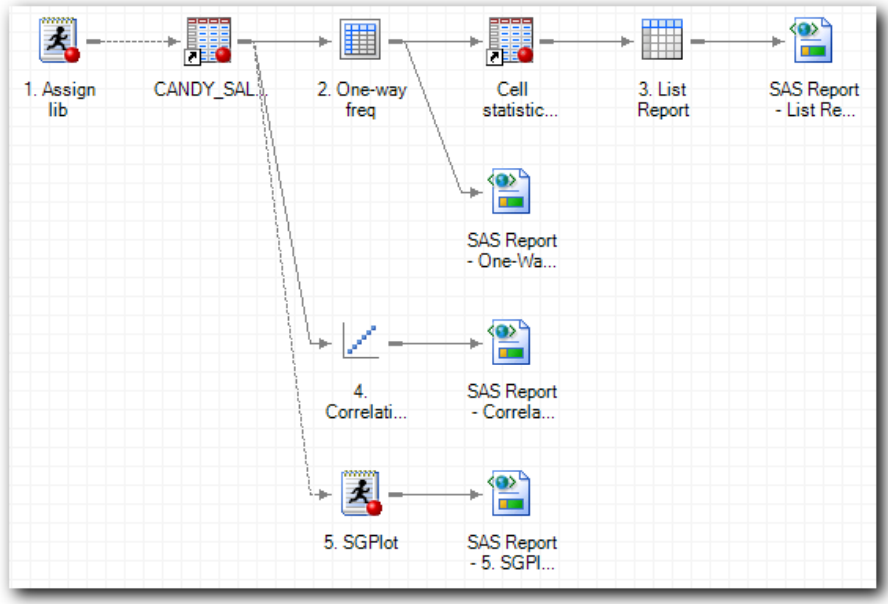 1. Assign
lib
CANDY_SAL...
2. One-way
freq
Cell
statistic...
3. List
Report
SAS Report
- List Re...
SAS Report
- One-Wa...
4.
Correlati...
SAS Report
- Correla...
5. SGPlot
SAS Report
- 5. SGPl...